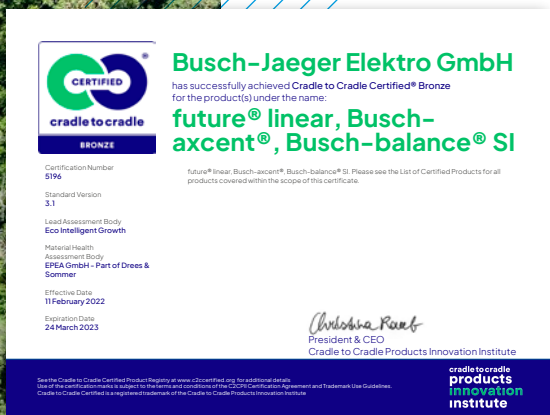 CERTIFIED
®
cradletocradle
BRONZE
Busch-Jaeger Elektro GmbH
has successfully achieved Cradle to Cradle Certified® Bronze
for the product(s) under the name:
future® linear, Busch-
axcent®, Busch-balance® SI
future® linear, Busch-axcent®, Busch-balance® SI. Please see the List of Certified Products for all
products covered within the scope of this certificate.
Certification Number
5196
Standard Version
3.1
Lead Assessment Body
Eco Intelligent Growth
Material Health
Assessment Body
EPEA GmbH - Part of Drees &
Sommer
Effective Date
11 February 2022
Expiration Date
24 March 2023
Christina Raab
President & CEO
Cradle to Cradle Products Innovation Institute
See the Cradle to Cradle Certified Product Registry at www.c2ccertified.org for additional details
Use of the certification marks is subject to the terms and conditions of the C2CPII Certification Agreement and Trademark Use Guidelines.
Cradle to Cradle Certified is a registered trademark of the Cradle to Cradle Products Innovation Institute
cradletocradle
products
innovation
institute